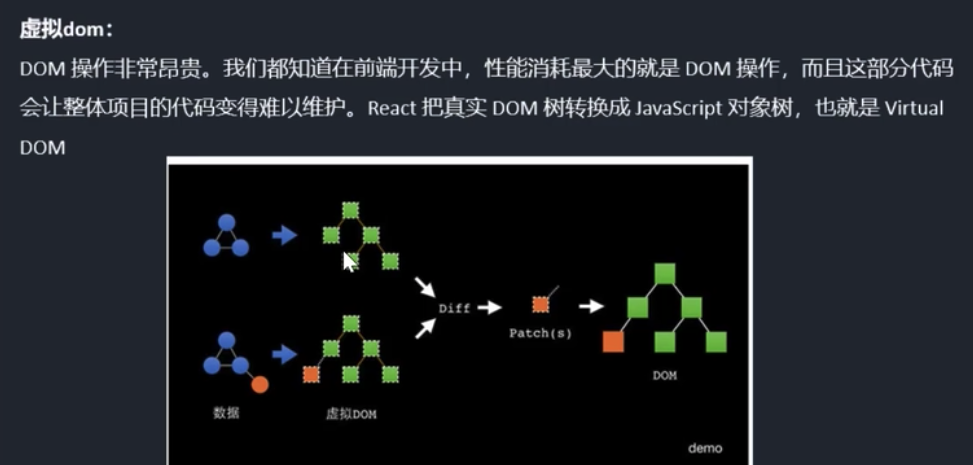 虚拟dom：
DOM 操作非常昂贵。我们都知道在前端开发中，性能消耗最大的就是 DOM 操作，而且这部分代码
会让整体项目的代码变得难以维护。React 把真实 DOM 树转换成 JavaScript 对象树，也就是 Virtual
DOM
Diff
Patch(s)
DOM
数据
虚拟DOM
demo